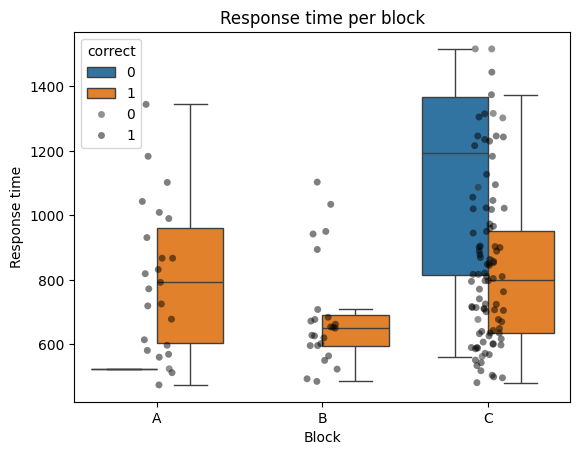 Response time per block
correct
0
1
0
1
1400
1200
1000
800
600
Response time
A
B
C
Block